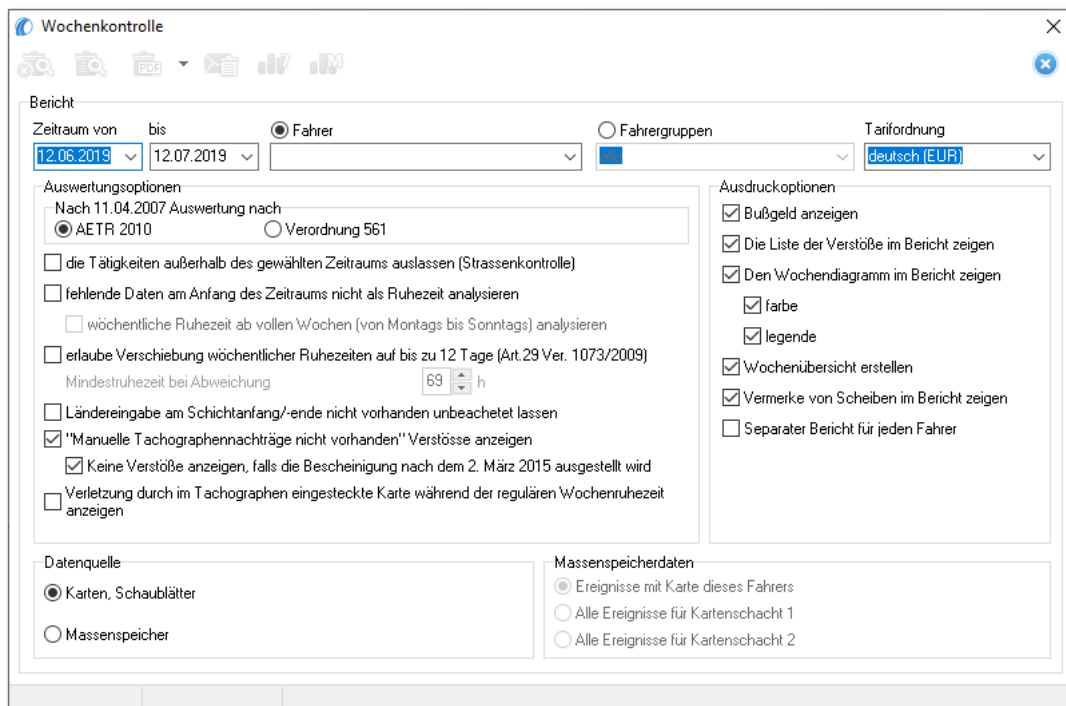 Wochenkontrolle
PDF
7
M
Bericht
Zeitraum von bis Fahrer Fahrergruppen Tarifordnung
12.06.2019 12.07.2019 alle deutsch (EUR)
Auswertungsoptionen
Nach 11.04.2007 Auswertung nach
AETR 2010 Verordnung 561
die Tätigkeiten außerhalb des gewählten Zeitraums auslassen (Strassenkontrolle)
fehlende Daten am Anfang des Zeitraums nicht als Ruhezeit analysieren
wöchentliche Ruhezeit ab vollen Wochen (von Montags bis Sonntags) analysieren
erlaube Verschiebung wöchentlicher Ruhezeiten auf bis zu 12 Tage (Art.29 Ver. 1073/2009)
Mindestruhezeit bei Abweichung 69 h
Ländereingabe am Schichtanfang/-ende nicht vorhanden unbeachetet lassen
"Manuelle Tachographennachträge nicht vorhanden" Verstösse anzeigen
Keine Verstöße anzeigen, falls die Bescheinigung nach dem 2. März 2015 ausgestellt wird
Verletzung durch im Tachographen eingesteckte Karte während der regulären Wochenruhezeit
anzeigen
Ausdruckoptionen
Bußgeld anzeigen
Die Liste der Verstöße im Bericht zeigen
Den Wochendiagramm im Bericht zeigen
farbe
legende
Wochenübersicht erstellen
Vermerke von Scheiben im Bericht zeigen
Separater Bericht für jeden Fahrer
Datenquelle
Karten, Schaublätter
Massenspeicher
Massenspeicherdaten
Ereignisse mit Karte dieses Fahrers
Alle Ereignisse für Kartenschacht 1
Alle Ereignisse für Kartenschacht 2